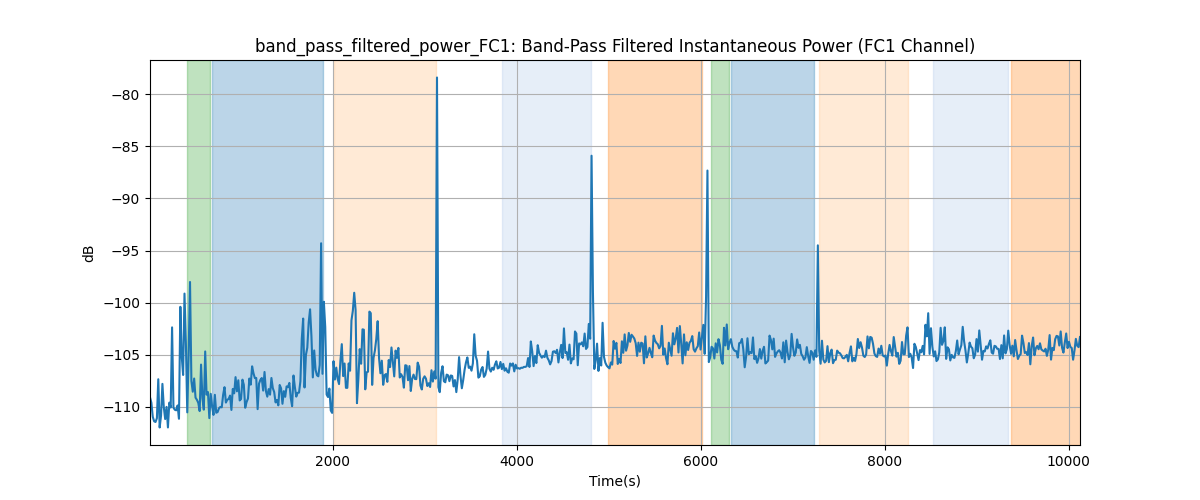 band_pass_filtered_power_FC1: Band-Pass Filtered Instantaneous Power (FC1 Channel)
−80
−85
−90
−95
−100
−105
−110
dB
2000 4000 6000 8000 10000
Time(s)